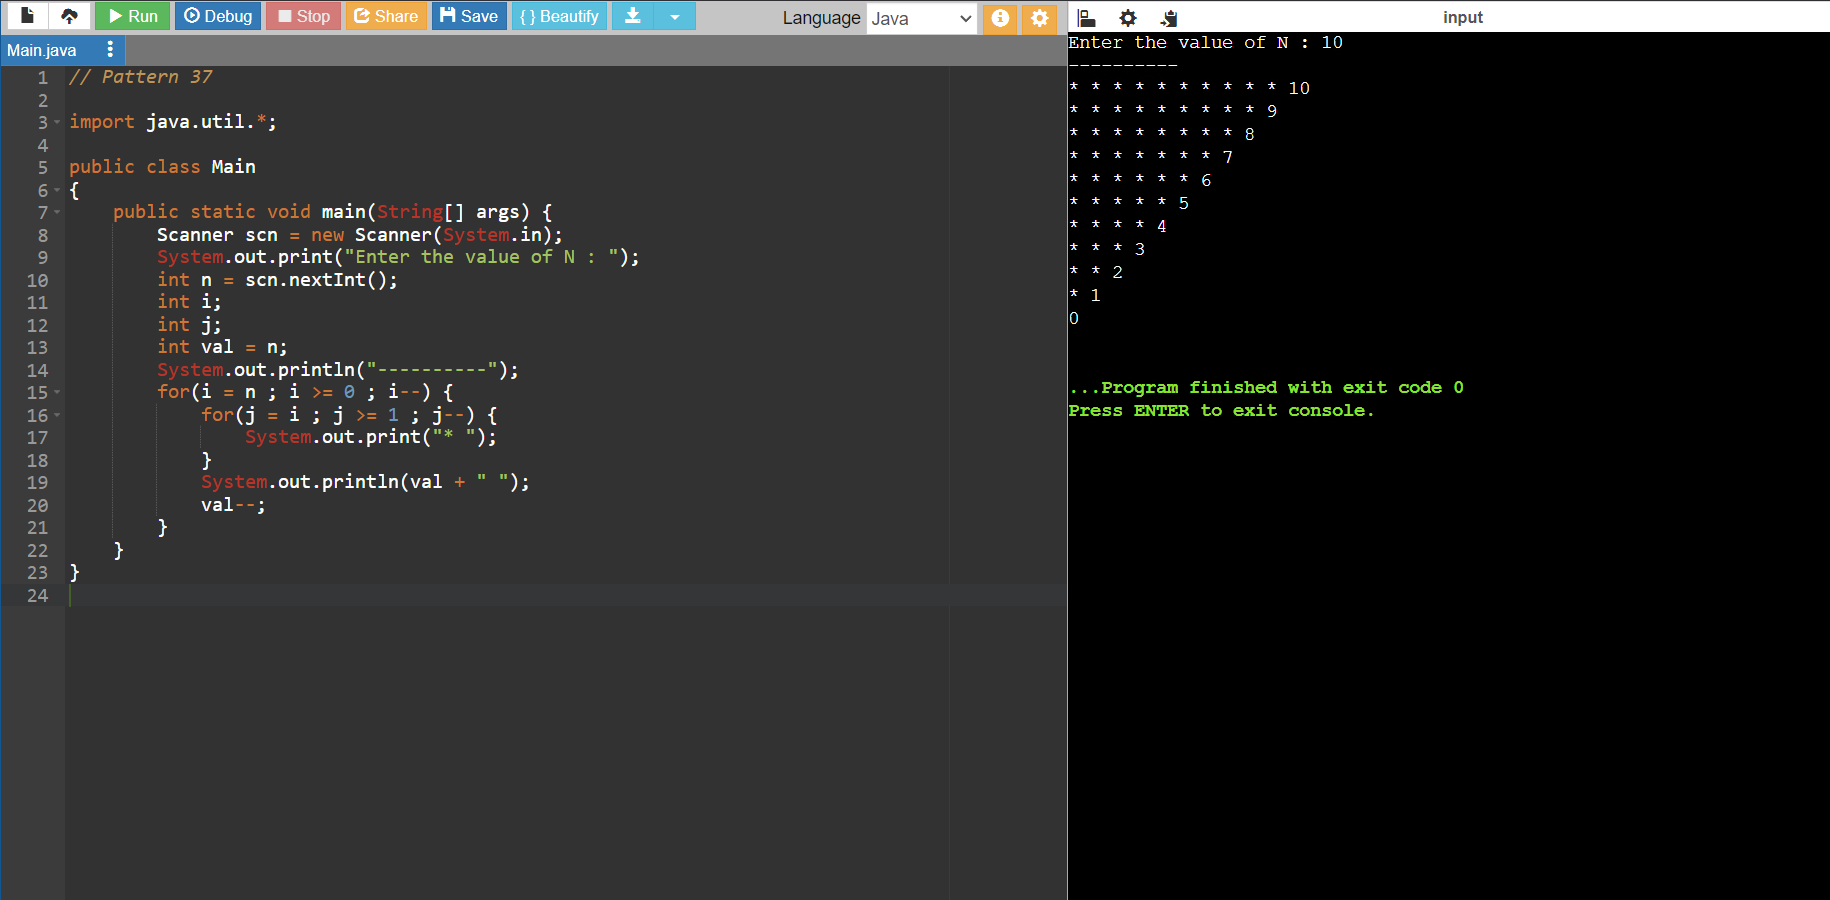 Run Debug Stop Share Save { } Beautify Language Java
Main.java
1 // Pattern 37
2
3 import java.util.*;
4
5 public class Main
6 {
7     public static void main(String[] args) {
8         Scanner scn = new Scanner(System.in);
9         System.out.print("Enter the value of N : ");
10         int n = scn.nextInt();
11         int i;
12         int j;
13         int val = n;
14         System.out.println("----------");
15         for(i = n ; i >= 0 ; i--) {
16             for(j = i ; j >= 1 ; j--) {
17                 System.out.print("* ");
18             }
19             System.out.println(val + " ");
20             val--;
21         }
22     }
23 }
24
input
Enter the value of N : 10
----------
* * * * * * * * * * 10
* * * * * * * * * 9
* * * * * * * * 8
* * * * * * * 7
* * * * * * 6
* * * * * 5
* * * * 4
* * * 3
* * 2
* 1
0
...Program finished with exit code 0
Press ENTER to exit console.